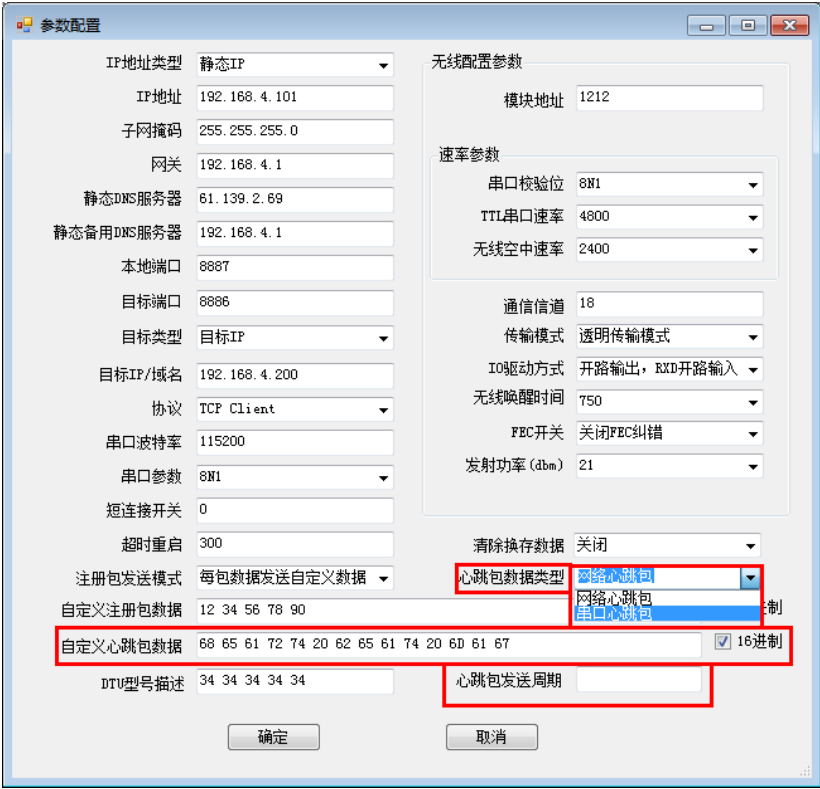 参数配置
IP地址类型 静态IP
IP地址 192.168.4.101
子网掩码 255.255.255.0
网关 192.168.4.1
静态DNS服务器 61.139.2.69
静态备用DNS服务器 192.168.4.1
本地端口 8887
目标端口 8886
目标类型 目标IP
目标IP/域名 192.168.4.200
协议 TCP Client
串口波特率 115200
串口参数 8N1
短连接开关 0
超时重启 300
注册包发送模式 每包数据发送自定义数据
无线配置参数
模块地址 1212
速率参数
串口校验位 8N1
TTL串口速率 4800
无线空中速率 2400
通信信道 18
传输模式 透明传输模式
IO驱动方式 开路输出，RXD开路输入
无线唤醒时间 750
FEC开关 关闭FEC纠错
发射功率(dbm) 21
清除换存数据 关闭
心跳包数据类型 网络心跳包
网络心跳包
串口心跳包
自定义注册包数据 12 34 56 78 90 制
自定义心跳包数据 68 65 61 72 74 20 62 65 61 74 20 6D 61 67 16进制
DTU型号描述 34 34 34 34 34
心跳包发送周期
确定 取消